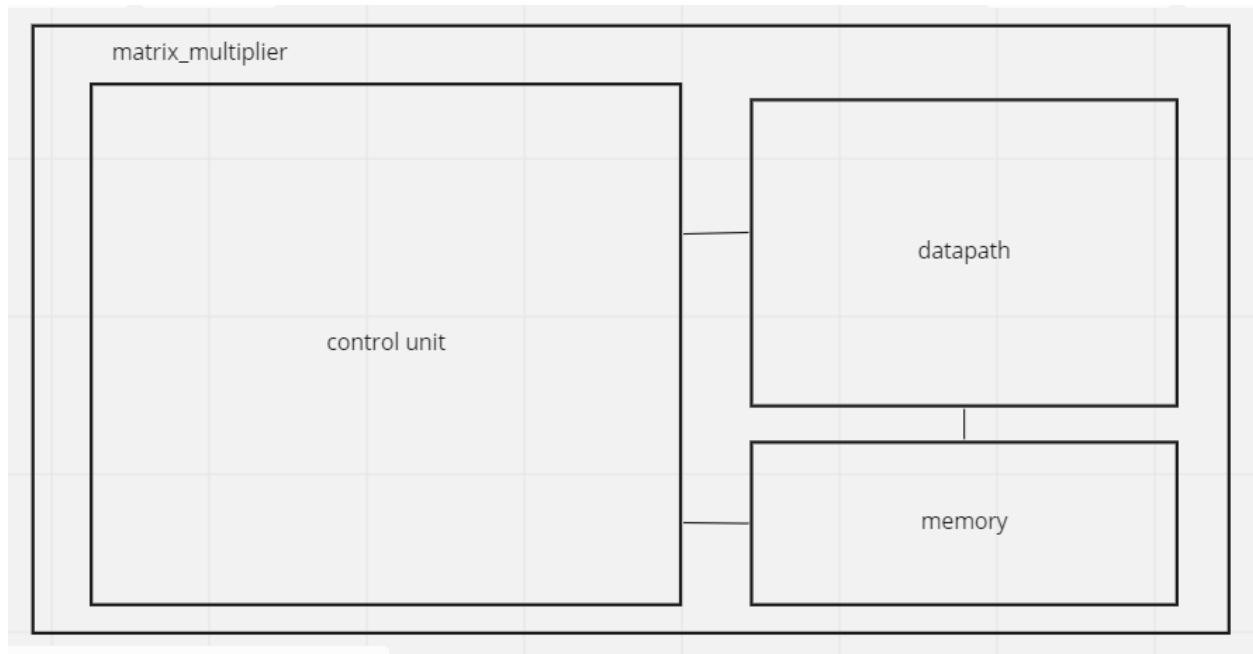 matrix_multiplier
control unit
datapath
memory